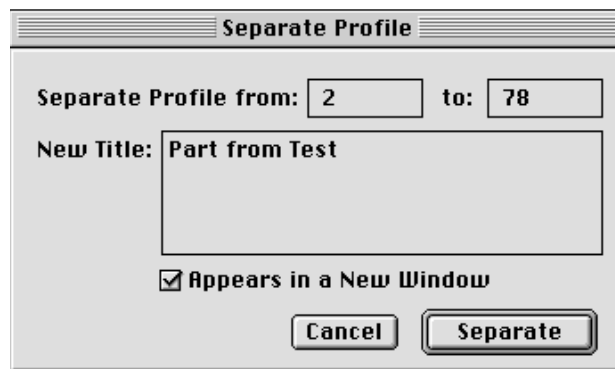 Separate Profile
Separate Profile from: 2 to: 78
New Title: Part from Test
Appears in a New Window
Cancel Separate